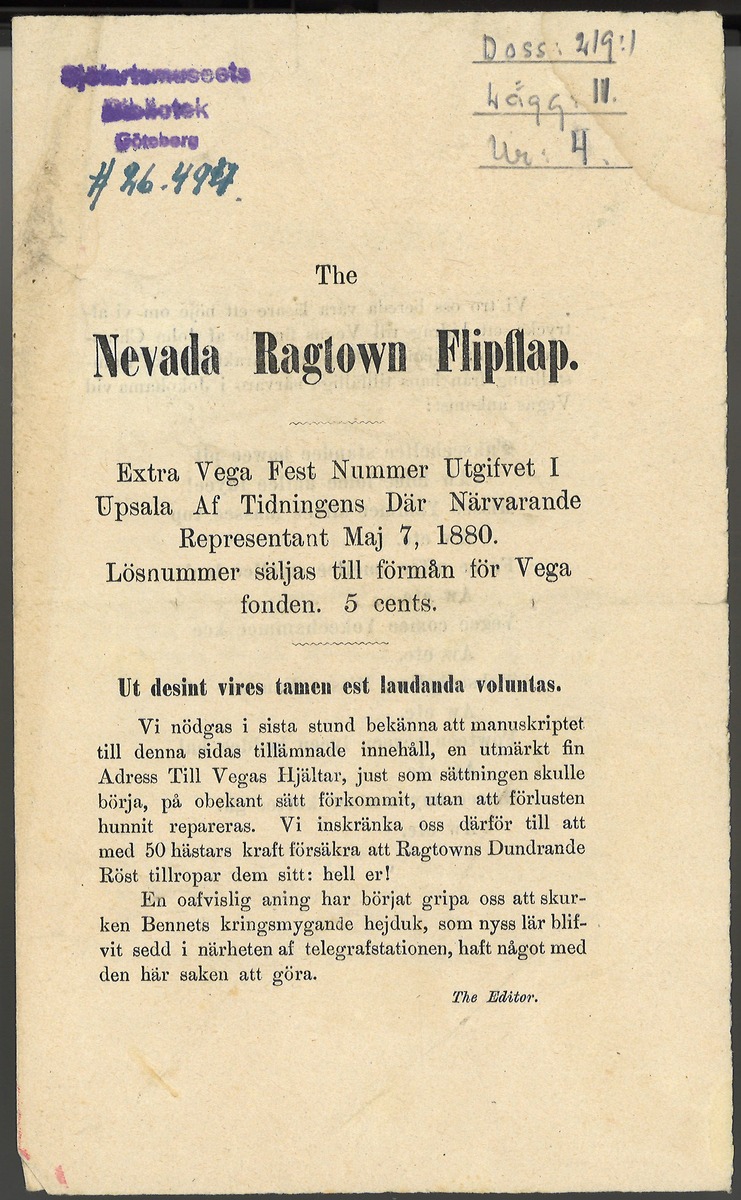 Sjöfartsmuseets
Bibliotek
Göteborg
Doss: 219:1
Lägg: II.
Nr: 4.
The
Nevada Ragtown Flipflap.
Extra Vega Fest Nummer Utgifvet I
Upsala Af Tidningens Där Närvarande
Representant Maj 7, 1880.
Lösnummer säljas till förmån för Vega
fonden. 5 cents.
Ut desint vires tamen est laudanda voluntas.
Vi nödgas i sista stund bekänna att manuskriptet
till denna sidas tillämnade innehåll, en utmärkt fin
Adress Till Vegas Hjältar, just som sättningen skulle
börja, på obekant sätt förkommit, utan att förlusten
hunnit repareras. Vi inskränka oss därför till att
med 50 hästars kraft försäkra att Ragtowns Dundrande
Röst tillropar dem sitt: hell er!
En oafvislig aning har börjat gripa oss att skur-
ken Bennets kringsmygande hejduk, som nyss lär blif-
vit sedd i närheten af telegrafstationen, haft något med
den här saken att göra.
The Editor.